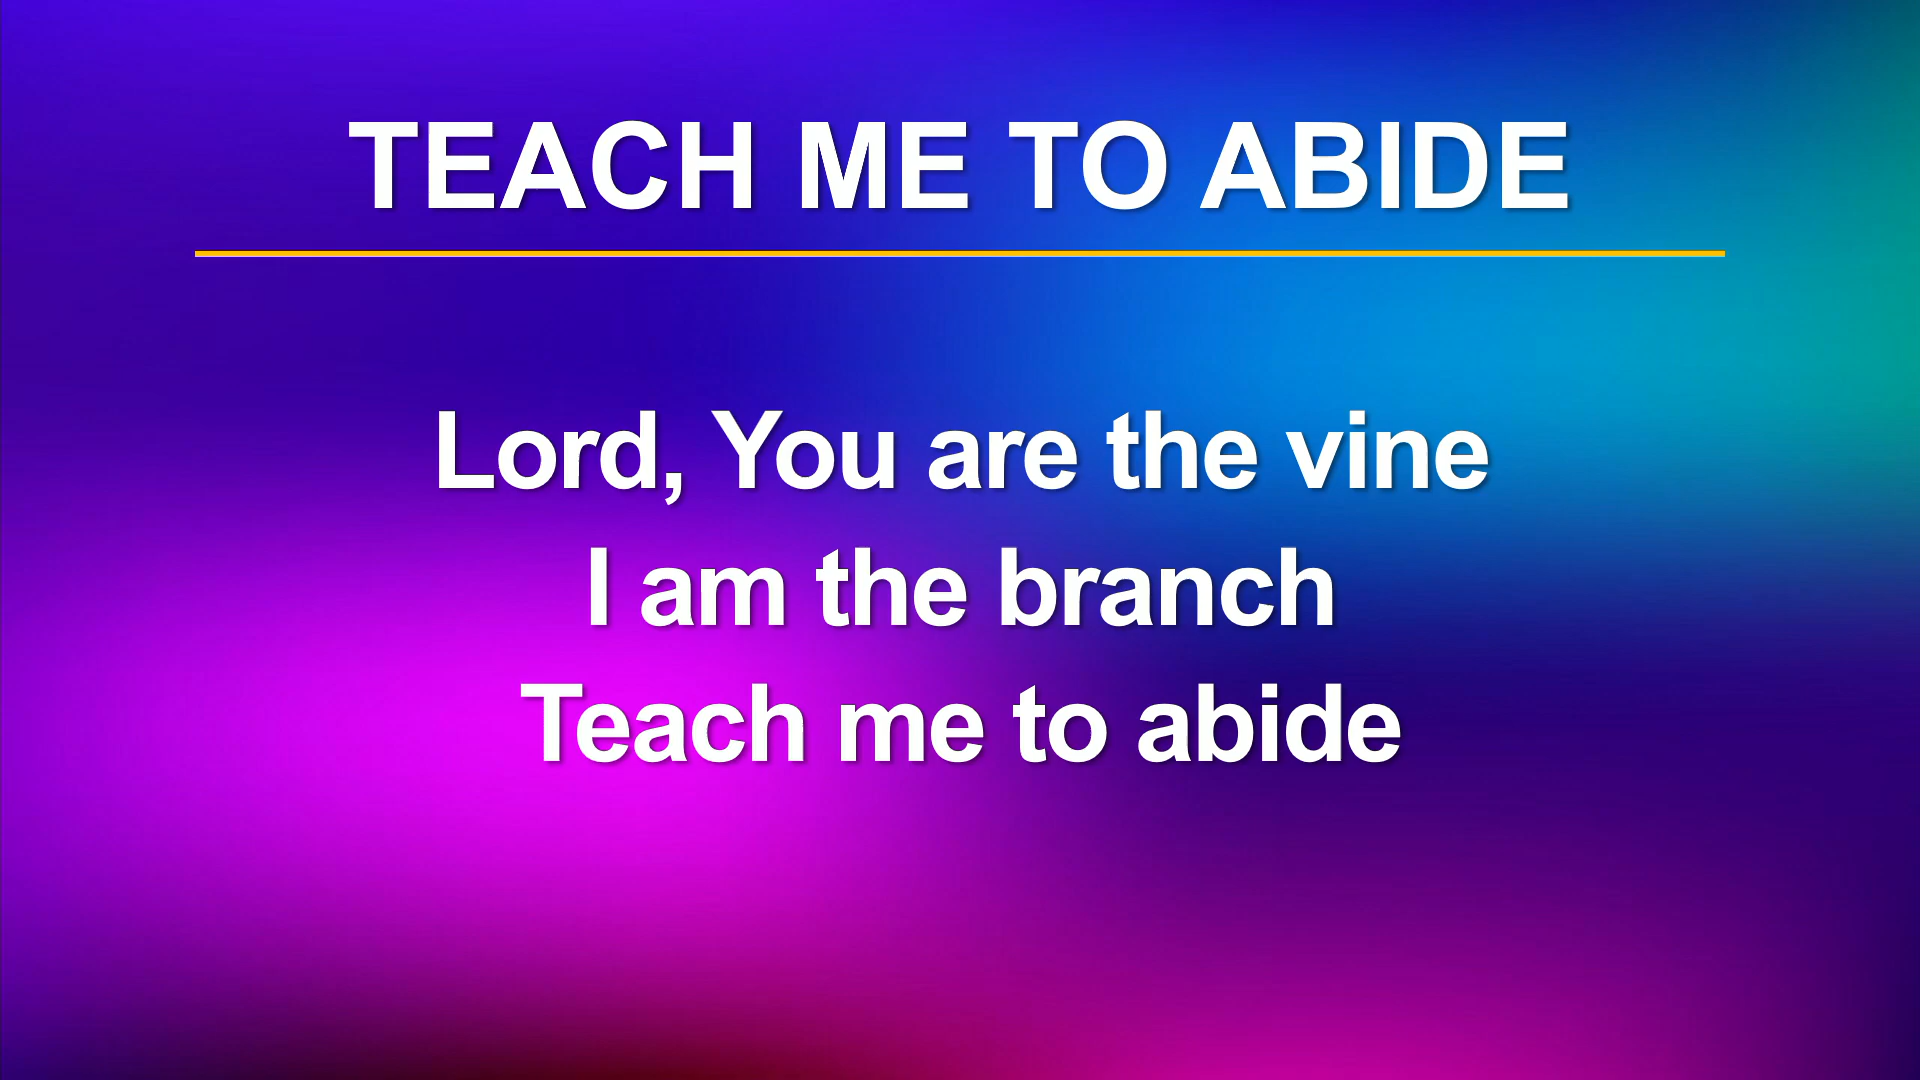 TEACH ME TO ABIDE
Lord, You are the vine
I am the branch
Teach me to abide